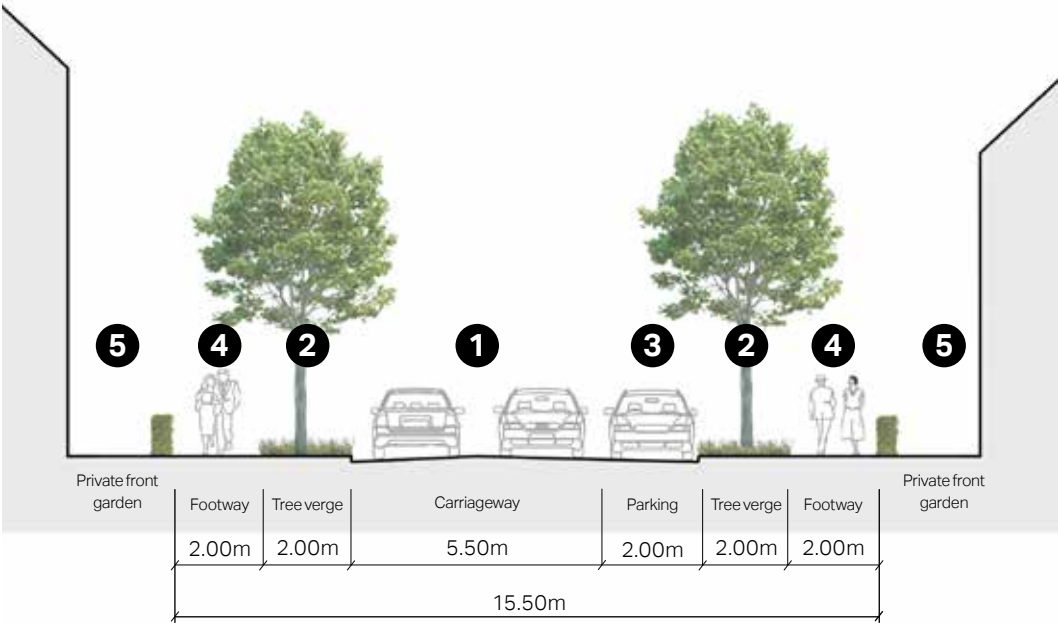 5
4
2
1
3
2
4
5
Private front
garden
Footway
Tree verge
Carriageway
Parking
Tree verge
Footway
Private front
garden
2.00m
2.00m
5.50m
2.00m
2.00m
2.00m
15.50m